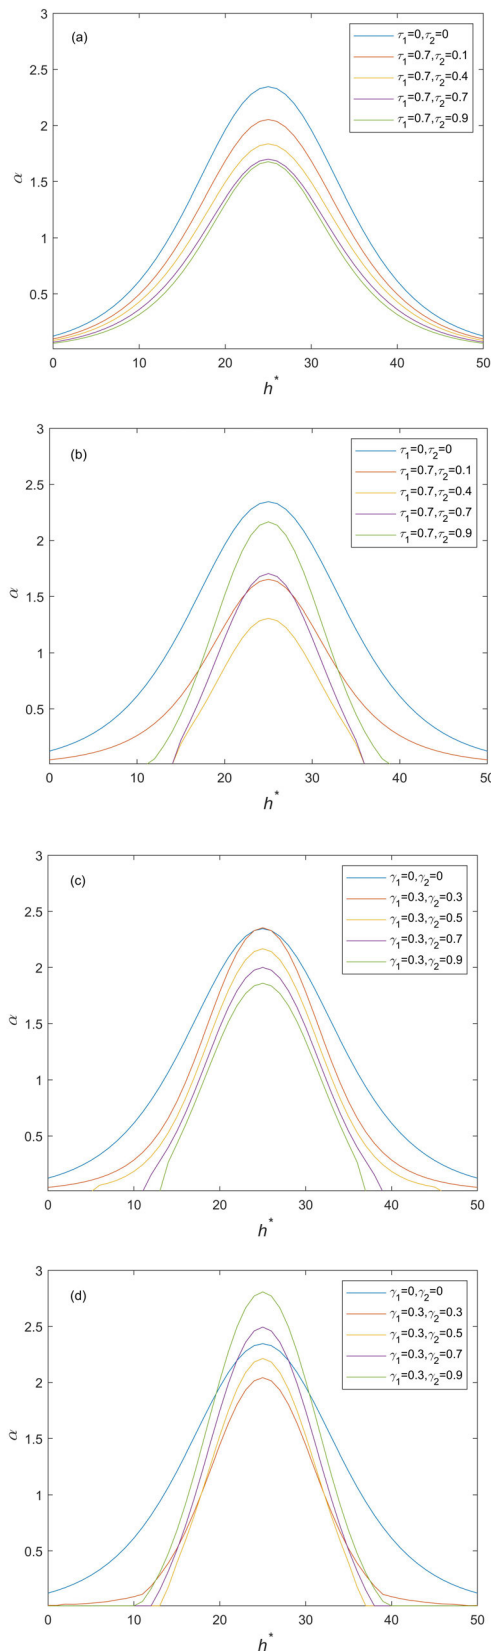 3
(a)
τ1=0,τ2=0
τ1=0.7,τ2=0.1
2.5
τ1=0.7,τ2=0.4
τ1=0.7,τ2=0.7
τ1=0.7,τ2=0.9
2
α
1.5
1
0.5
0 10 20 30 40 50
h*
3
(b)
τ1=0,τ2=0
τ1=0.7,τ2=0.1
2.5
τ1=0.7,τ2=0.4
τ1=0.7,τ2=0.7
τ1=0.7,τ2=0.9
2
α
1.5
1
0.5
0 10 20 30 40 50
h*
3
(c)
γ1=0,γ2=0
γ1=0.3,γ2=0.3
2.5
γ1=0.3,γ2=0.5
γ1=0.3,γ2=0.7
γ1=0.3,γ2=0.9
2
α
1.5
1
0.5
0 10 20 30 40 50
h*
3
(d)
γ1=0,γ2=0
γ1=0.3,γ2=0.3
2.5
γ1=0.3,γ2=0.5
γ1=0.3,γ2=0.7
γ1=0.3,γ2=0.9
2
α
1.5
1
0.5
0 10 20 30 40 50
h*